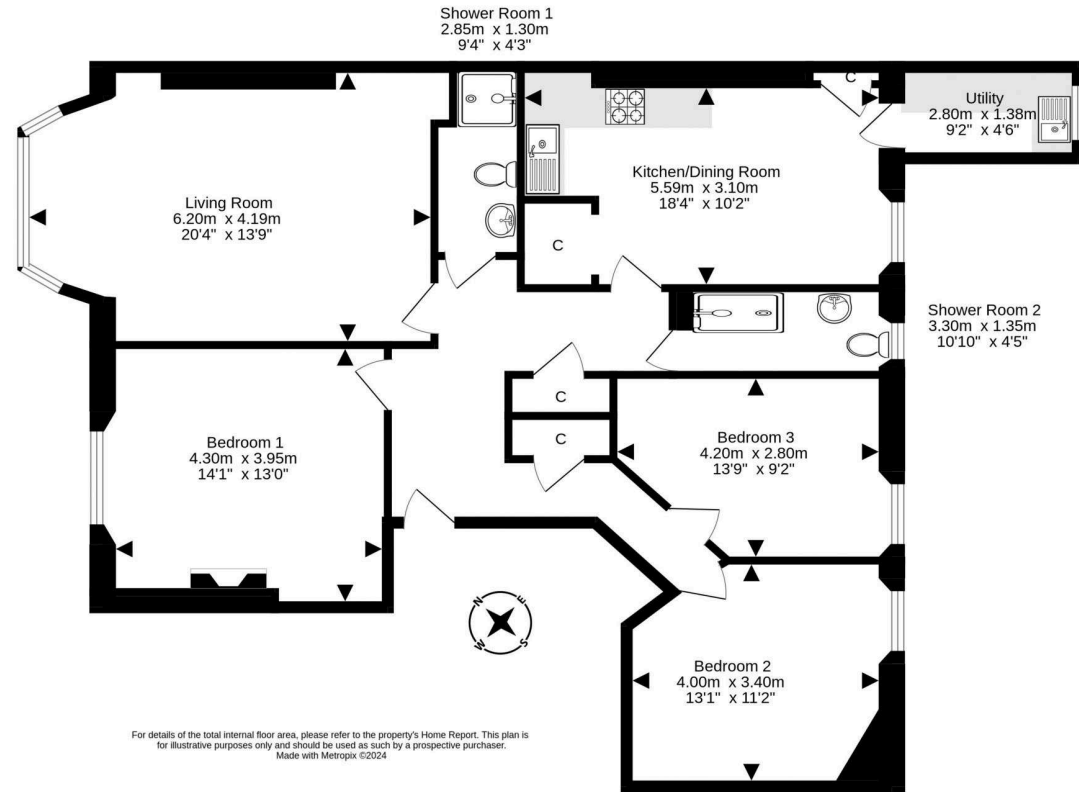 Shower Room 1
2.85m x 1.30m
9'4" x 4'3"
C
Utility
2.80m x 1.38m
9'2" x 4'6"
Living Room
6.20m x 4.19m
20'4" x 13'9"
Kitchen/Dining Room
5.59m x 3.10m
18'4" x 10'2"
C
Shower Room 2
3.30m x 1.35m
10'10" x 4'5"
C
C
Bedroom 1
4.30m x 3.95m
14'1" x 13'0"
Bedroom 3
4.20m x 2.80m
13'9" x 9'2"
N
E
W
S
Bedroom 2
4.00m x 3.40m
13'1" x 11'2"
For details of the total internal floor area, please refer to the property's Home Report. This plan is
for illustrative purposes only and should be used as such by a prospective purchaser.
Made with Metropix ©2024